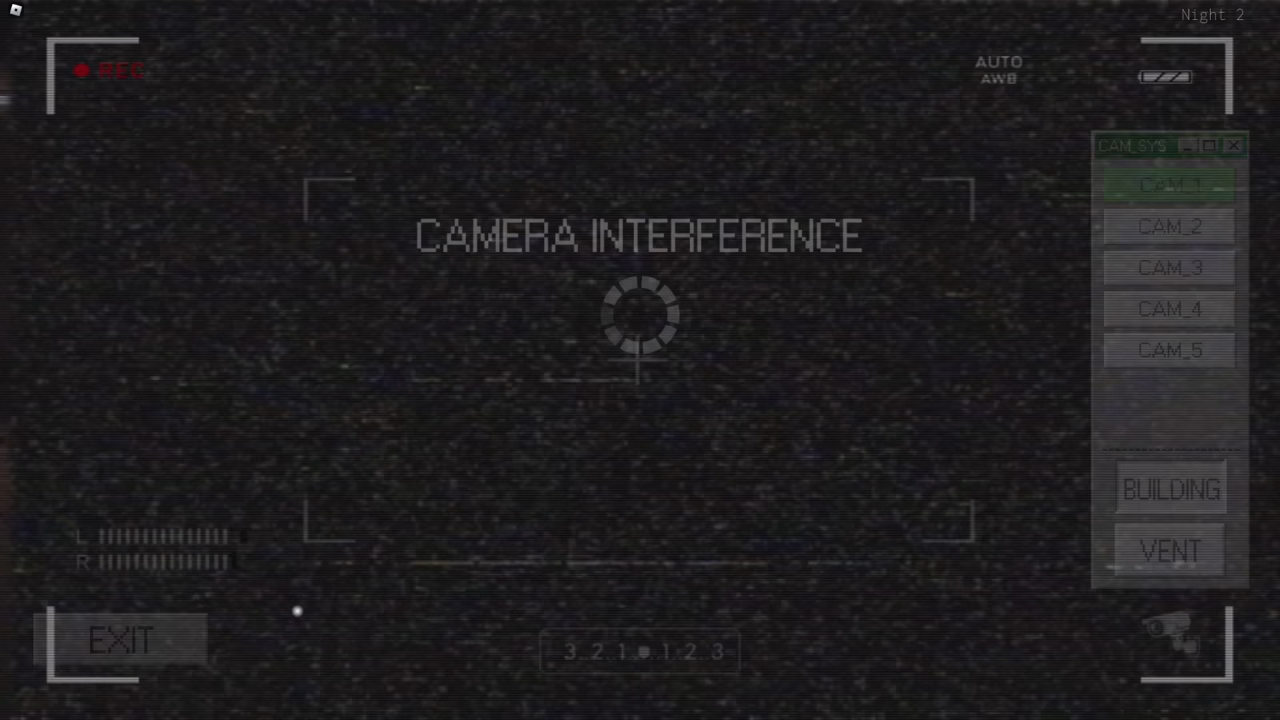 Night 2
REC
AUTO
AWB
CAM_SYS
CAM_1
CAMERA INTERFERENCE
CAM_2
CAM_3
CAM_4
CAM_5
BUILDING
L
R
VENT
EXIT
3 2 1 1 2 3